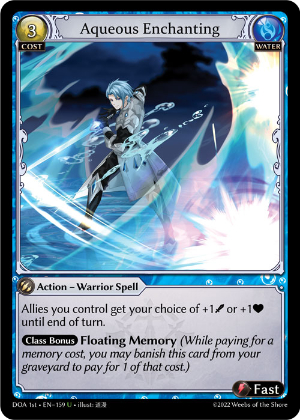 3
COST
Aqueous Enchanting
WATER
Action – Warrior Spell
Allies you control get your choice of +1 or +1
until end of turn.
Class Bonus Floating Memory (While paying for
a memory cost, you may banish this card from
your graveyard to pay for 1 of that cost.)
Fast
DOA 1st • EN-159 U • illust:
©2022 Weebs of the Shore